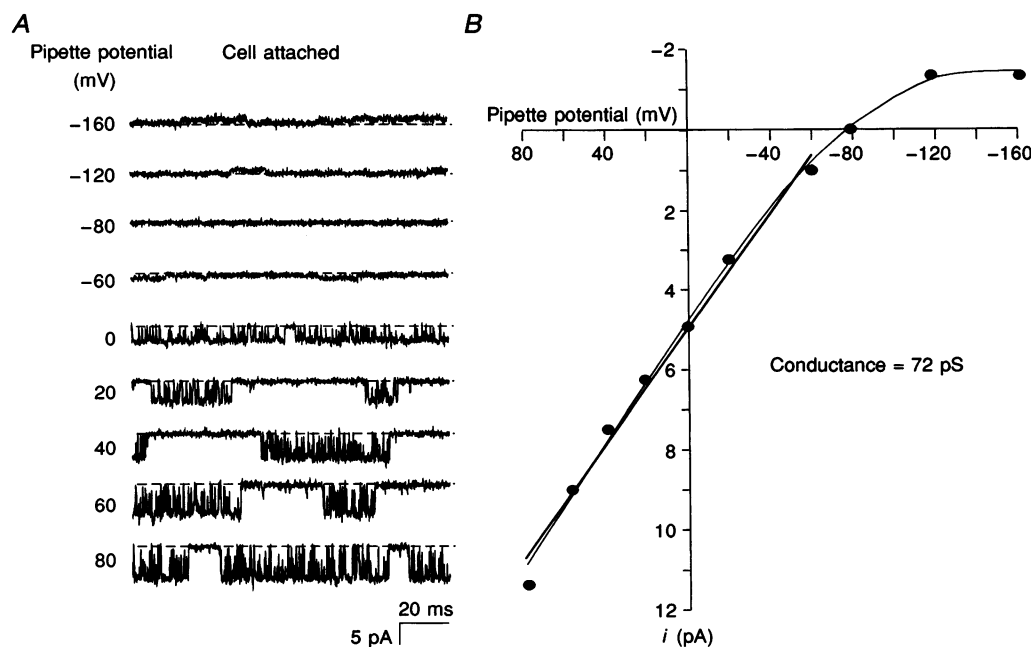 A
Pipette potential
(mV)
Cell attached
-160
-120
-80
-60
0
20
40
60
80
20 ms
5 pA
B
-2
Pipette potential (mV)
80
40
-40
-80
-120
-160
2
4
6
8
10
12
i (pA)
Conductance = 72 pS